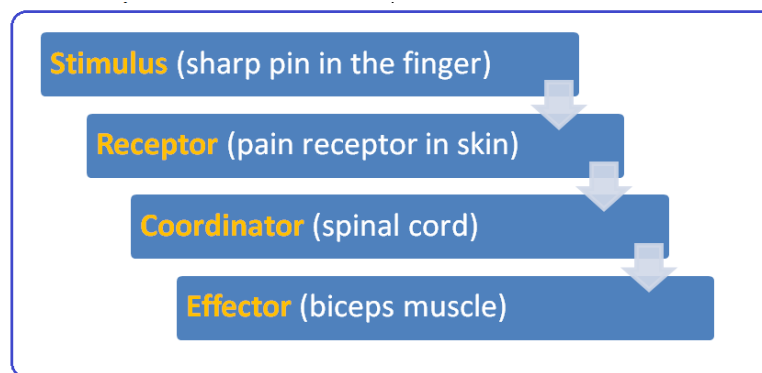 Stimulus (sharp pin in the finger)
Receptor (pain receptor in skin)
Coordinator (spinal cord)
Effector (biceps muscle)